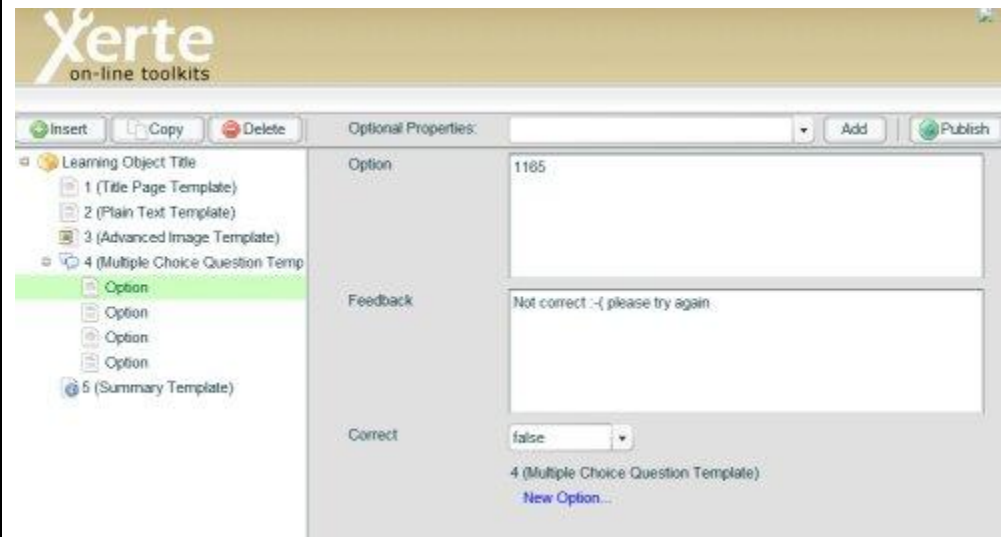 Xerte
on-line toolkits
Insert Copy Delete Optional Properties: Add Publish
Learning Object Title
1 (Title Page Template)
2 (Plain Text Template)
3 (Advanced Image Template)
4 (Multiple Choice Question Temp
Option
Option
Option
Option
5 (Summary Template)
Option
1165
Feedback
Not correct :-( please try again
Correct
false
4 (Multiple Choice Question Template)
New Option...